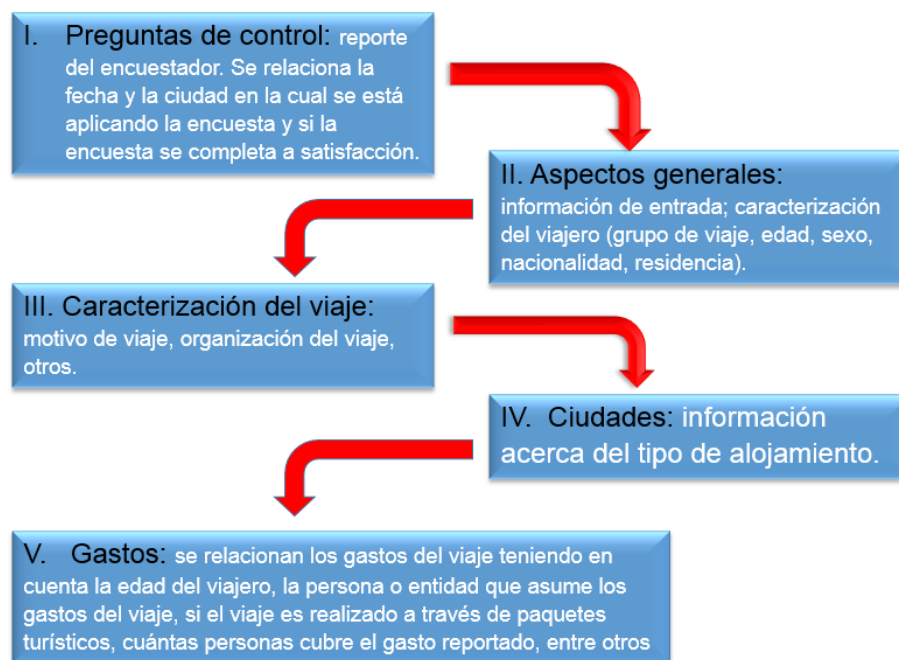 I. Preguntas de control: reporte
del encuestador. Se relaciona la
fecha y la ciudad en la cual se está
aplicando la encuesta y si la
encuesta se completa a satisfacción.
II. Aspectos generales:
información de entrada; caracterización
del viajero (grupo de viaje, edad, sexo,
nacionalidad, residencia).
III. Caracterización del viaje:
motivo de viaje, organización del viaje,
otros.
IV. Ciudades: información
acerca del tipo de alojamiento.
V. Gastos: se relacionan los gastos del viaje teniendo en
cuenta la edad del viajero, la persona o entidad que asume los
gastos del viaje, si el viaje es realizado a través de paquetes
turísticos, cuántas personas cubre el gasto reportado, entre otros